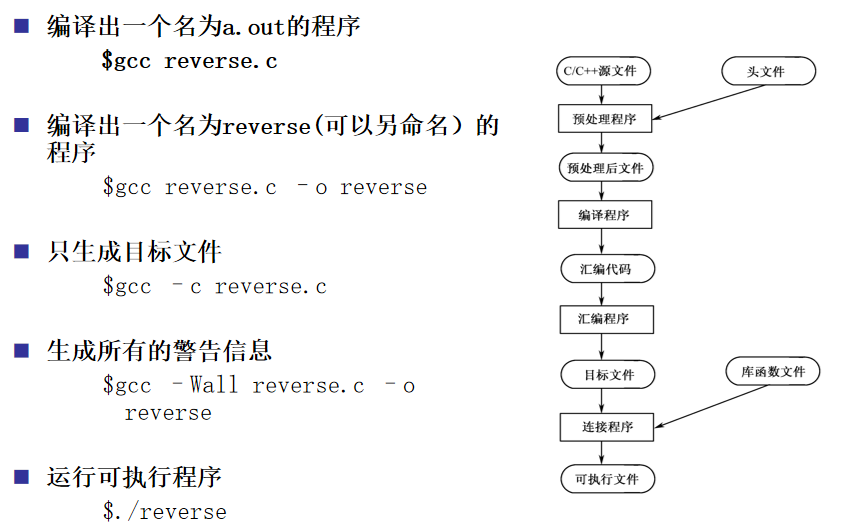 编译出一个名为a.out的程序
$gcc reverse.c
编译出一个名为reverse(可以另命名）的
程序
$gcc reverse.c –o reverse
只生成目标文件
$gcc –c reverse.c
生成所有的警告信息
$gcc –Wall reverse.c –o
reverse
运行可执行程序
$./reverse
C/C++源文件
头文件
预处理程序
预处理后文件
编译程序
汇编代码
汇编程序
目标文件
库函数文件
连接程序
可执行文件